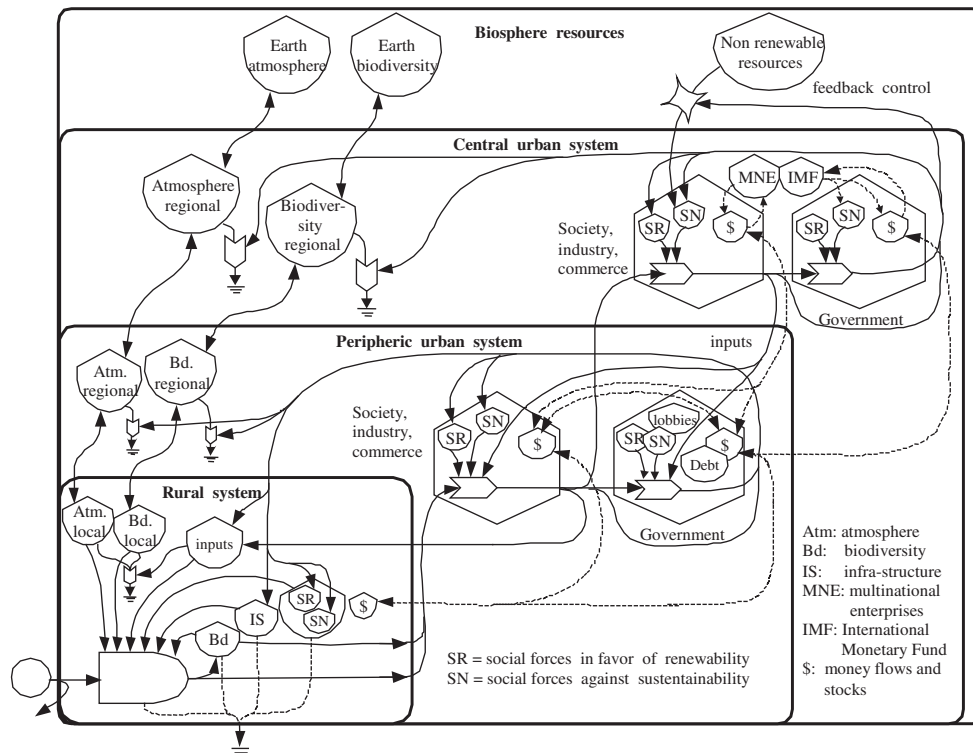 Biosphere resources
Earth
atmosphere
Earth
biodiversity
Non renewable
resources
feedback control
Central urban system
Atmosphere
regional
Biodiver-
sity
regional
MNE
IMF
SR
SN
$
SR
SN
$
Society,
industry,
commerce
Government
inputs
Peripheric urban system
Atm.
regional
Bd.
regional
Society,
industry,
commerce
SR
SN
$
lobbies
SR
SN
$
Debt
Government
Rural system
Atm.
local
Bd.
local
inputs
SR
SN
$
IS
Bd
SR = social forces in favor of renewability
SN = social forces against sustainability
Atm: atmosphere
Bd: biodiversity
IS: infra-structure
MNE: multinational
enterprises
IMF: International
Monetary Fund
$: money flows and
stocks